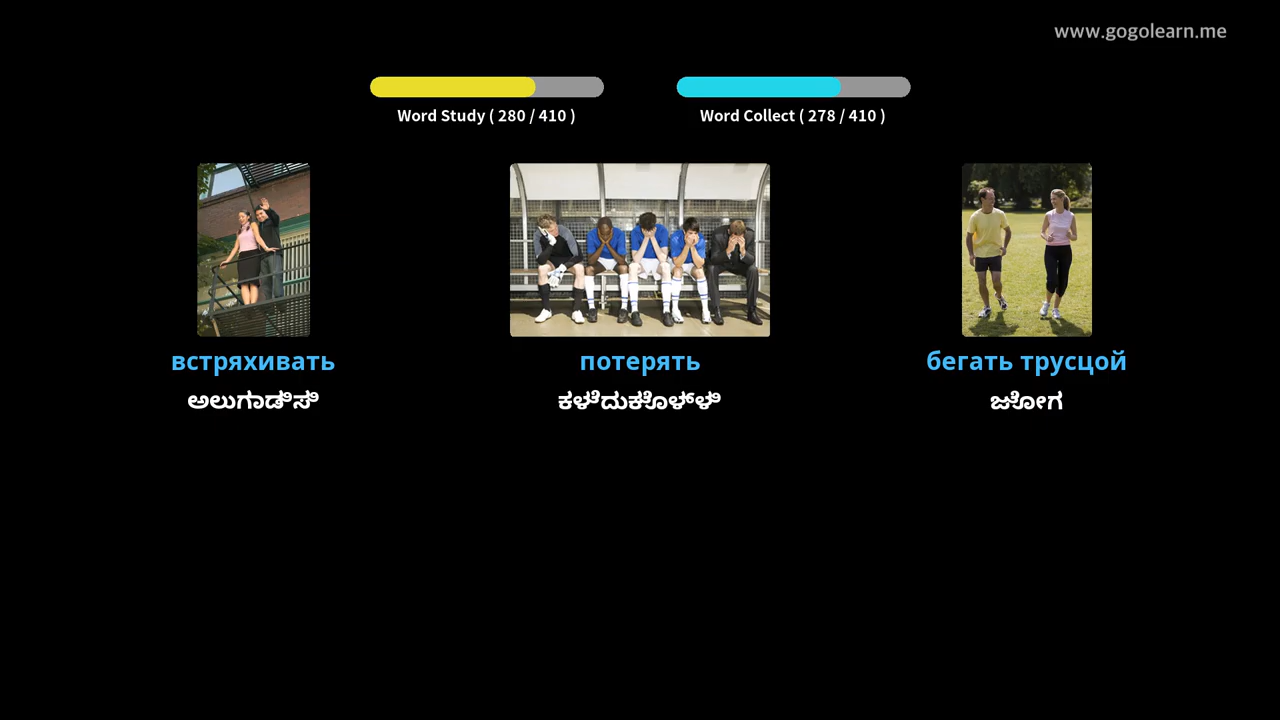 www.gogolearn.me
Word Study ( 280 / 410 )
Word Collect ( 278 / 410 )
встряхивать
потерять
бегать трусцой
ಅಲುಗಾಡಿಸಿ
ಕಳೆದುಕೊಳ್ಳಿ
ಜೋಗ